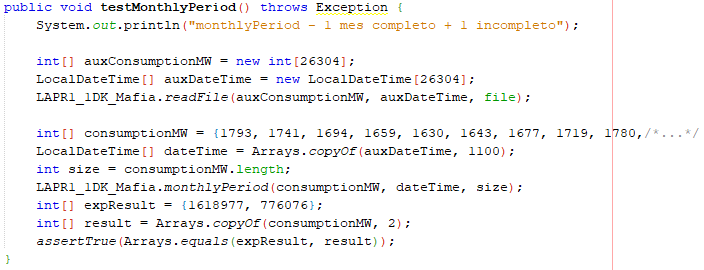 public void testMonthlyPeriod() throws Exception {
System.out.println("monthlyPeriod - 1 mes completo + 1 incompleto");
int[] auxConsumptionMW = new int[26304];
LocalDateTime[] auxDateTime = new LocalDateTime[26304];
LAPR1_1DK_Mafia.readFile(auxConsumptionMW, auxDateTime, file);
int[] consumptionMW = {1793, 1741, 1694, 1659, 1630, 1643, 1677, 1719, 1780,/*...*/
LocalDateTime[] dateTime = Arrays.copyOf(auxDateTime, 1100);
int size = consumptionMW.length;
LAPR1_1DK_Mafia.monthlyPeriod(consumptionMW, dateTime, size);
int[] expResult = {1618977, 776076};
int[] result = Arrays.copyOf(consumptionMW, 2);
assertTrue(Arrays.equals(expResult, result));
}